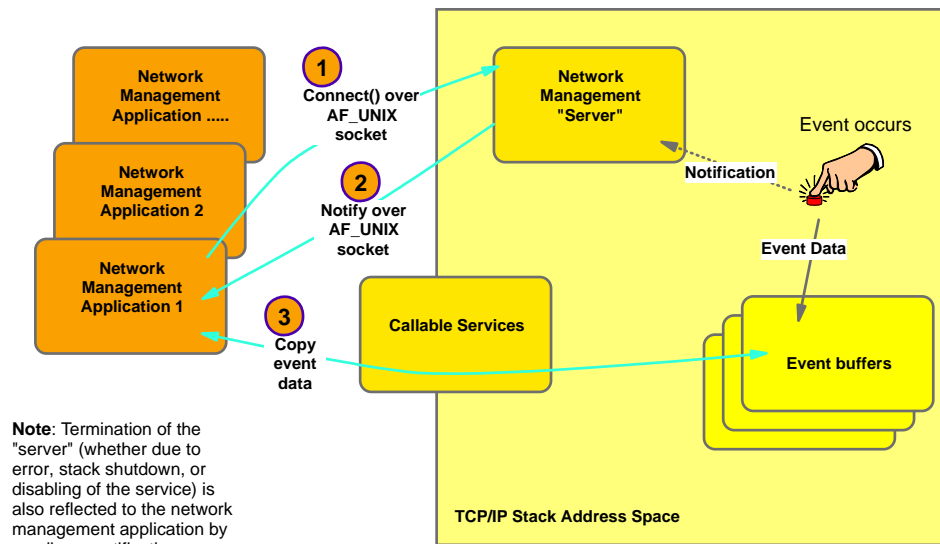 Network
Management
Application .....
Network
Management
Application 2
Network
Management
Application 1
1
Connect() over
AF_UNIX
socket
2
Notify over
AF_UNIX
socket
3
Copy
event
data
Network
Management
"Server"
Event occurs
Notification
Event Data
Callable Services
Event buffers
TCP/IP Stack Address Space
Note: Termination of the
"server" (whether due to
error, stack shutdown, or
disabling of the service) is
also reflected to the network
management application by